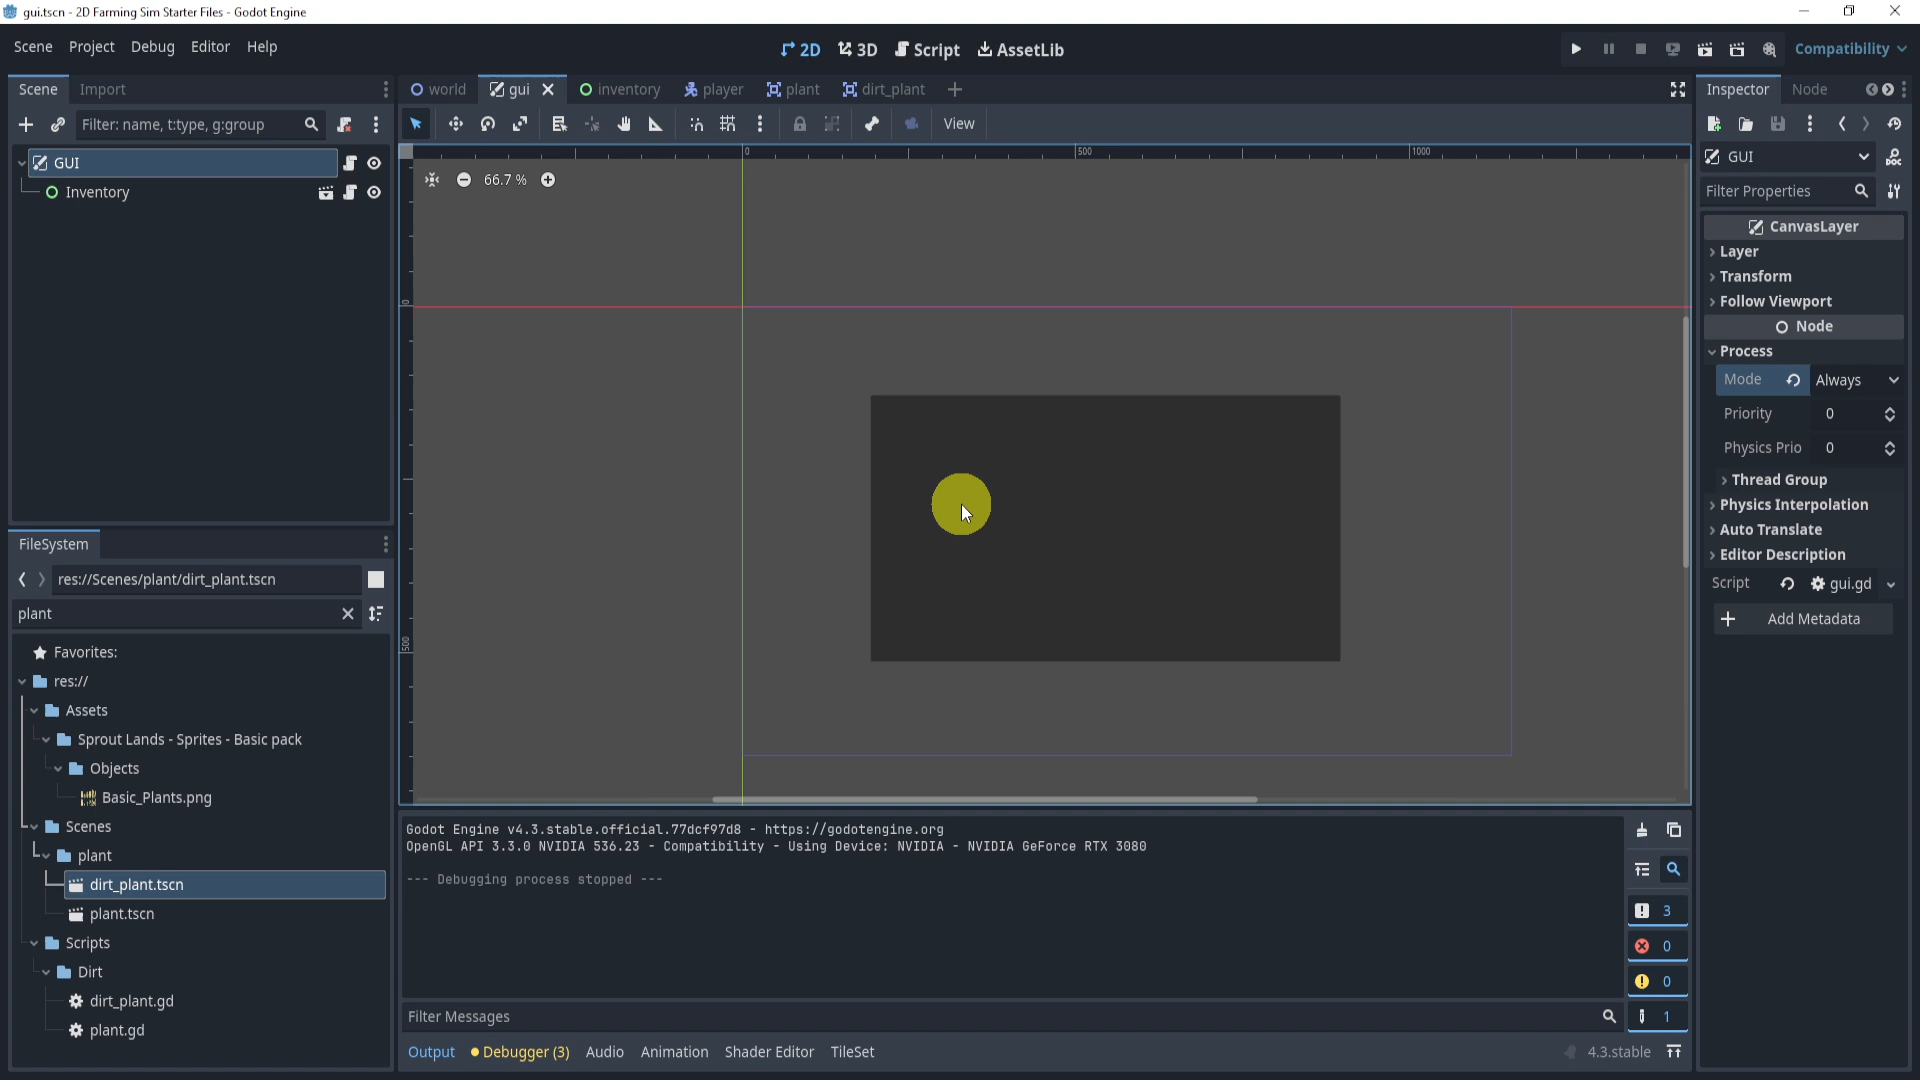 gui.tscn - 2D Farming Sim Starter Files - Godot Engine
Scene Project Debug Editor Help
2D 3D Script AssetLib
Compatibility
Scene Import
world gui inventory player plant dirt_plant
Inspector Node
Filter: name, t:type, g:group
View
GUI
Inventory
0 500 1000
66.7 %
0
500
GUI
Filter Properties
CanvasLayer
Layer
Transform
Follow Viewport
Node
Process
Mode Always
Priority 0
Physics Prio 0
Thread Group
Physics Interpolation
Auto Translate
Editor Description
Script gui.gd
Add Metadata
FileSystem
res://Scenes/plant/dirt_plant.tscn
plant
Favorites:
res://
Assets
Sprout Lands - Sprites - Basic pack
Objects
Basic_Plants.png
Scenes
plant
dirt_plant.tscn
plant.tscn
Scripts
Dirt
dirt_plant.gd
plant.gd
Godot Engine v4.3.stable.official.77dcf97d8 - https://godotengine.org
OpenGL API 3.3.0 NVIDIA 536.23 - Compatibility - Using Device: NVIDIA - NVIDIA GeForce RTX 3080
--- Debugging process stopped ---
3
0
0
1
Filter Messages
Output Debugger (3) Audio Animation Shader Editor TileSet
4.3.stable